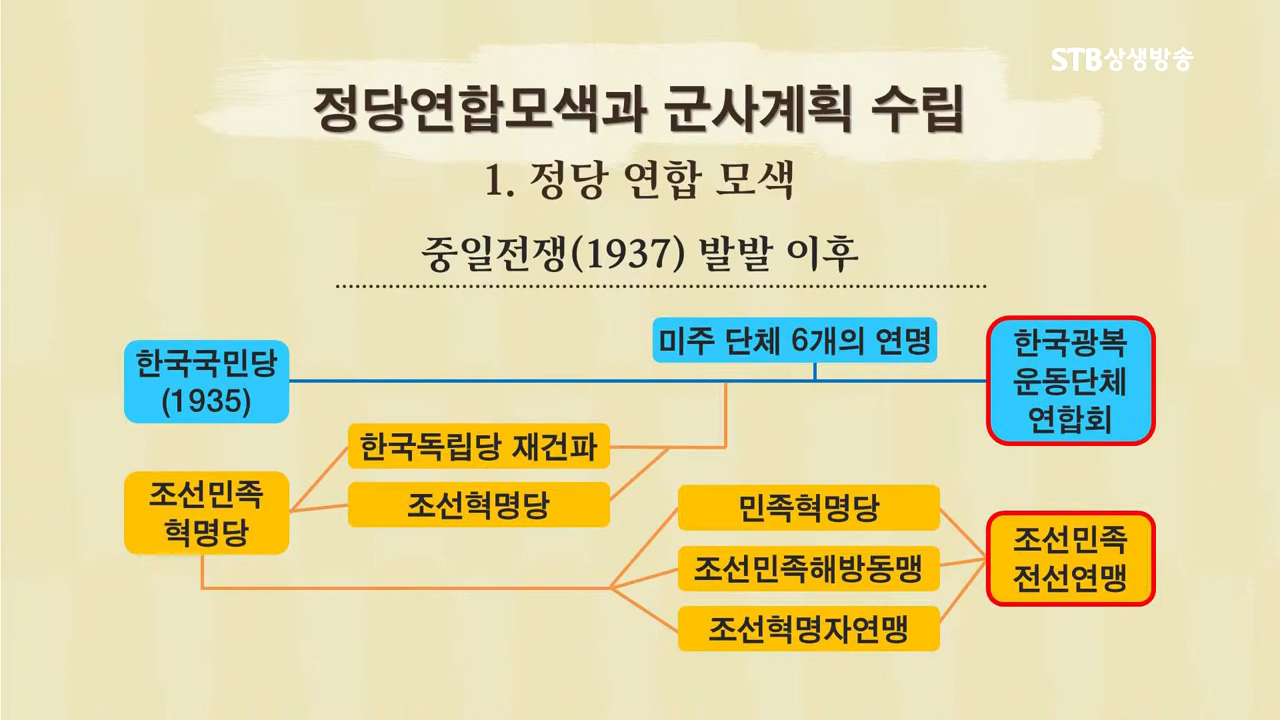 STB상생방송
정당연합모색과 군사계획 수립
1. 정당 연합 모색
중일전쟁(1937) 발발 이후
한국국민당
(1935)
미주 단체 6개의 연명
한국광복
운동단체
연합회
한국독립당 재건파
조선민족
혁명당
조선혁명당
민족혁명당
조선민족해방동맹
조선혁명자연맹
조선민족
전선연맹